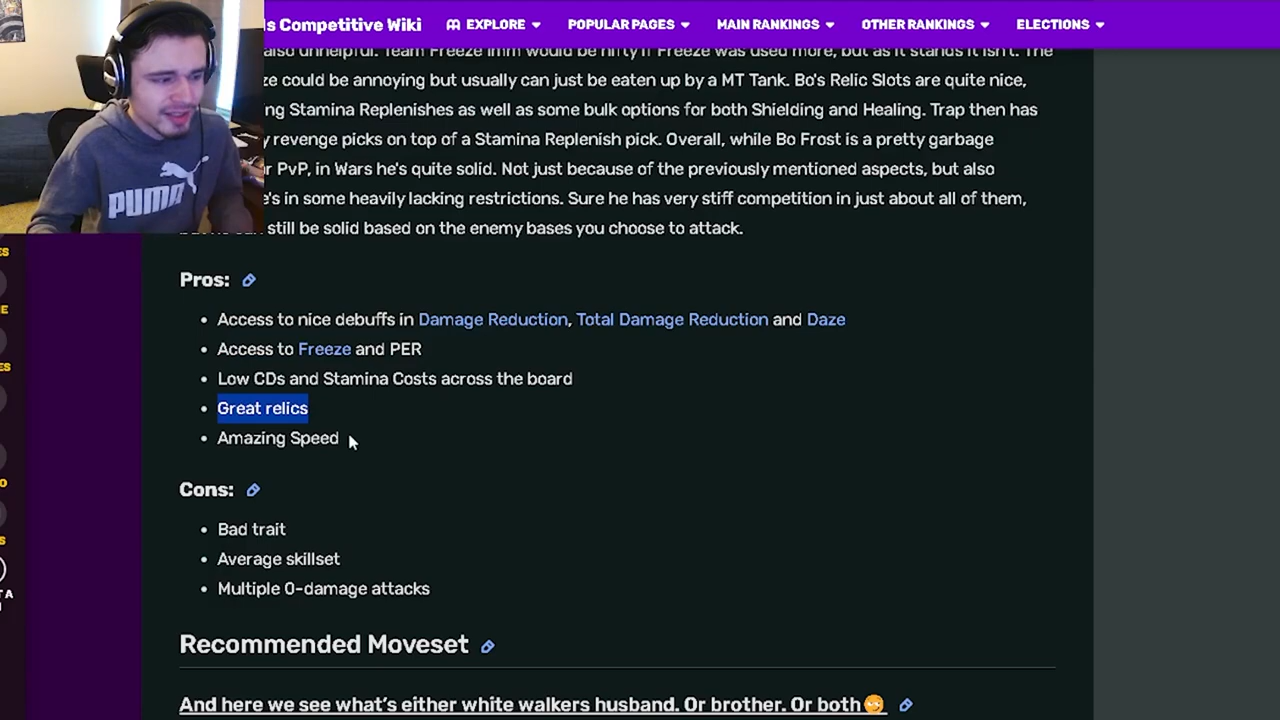 ls Competitive Wiki EXPLORE POPULAR PAGES MAIN RANKINGS OTHER RANKINGS ELECTIONS
also unhelpful. Team Freeze Imm would be nifty if Freeze was used more, but as it stands it isn't. The
ze could be annoying but usually can just be eaten up by a MT Tank. Bo's Relic Slots are quite nice,
ng Stamina Replenishes as well as some bulk options for both Shielding and Healing. Trap then has
y revenge picks on top of a Stamina Replenish pick. Overall, while Bo Frost is a pretty garbage
r PvP, in Wars he's quite solid. Not just because of the previously mentioned aspects, but also
e's in some heavily lacking restrictions. Sure he has very stiff competition in just about all of them,
still be solid based on the enemy bases you choose to attack.
PUMA
Pros:
• Access to nice debuffs in Damage Reduction, Total Damage Reduction and Daze
• Access to Freeze and PER
• Low CDs and Stamina Costs across the board
• Great relics
• Amazing Speed
Cons:
• Bad trait
• Average skillset
• Multiple 0-damage attacks
Recommended Moveset
And here we see what's either white walkers husband. Or brother. Or both